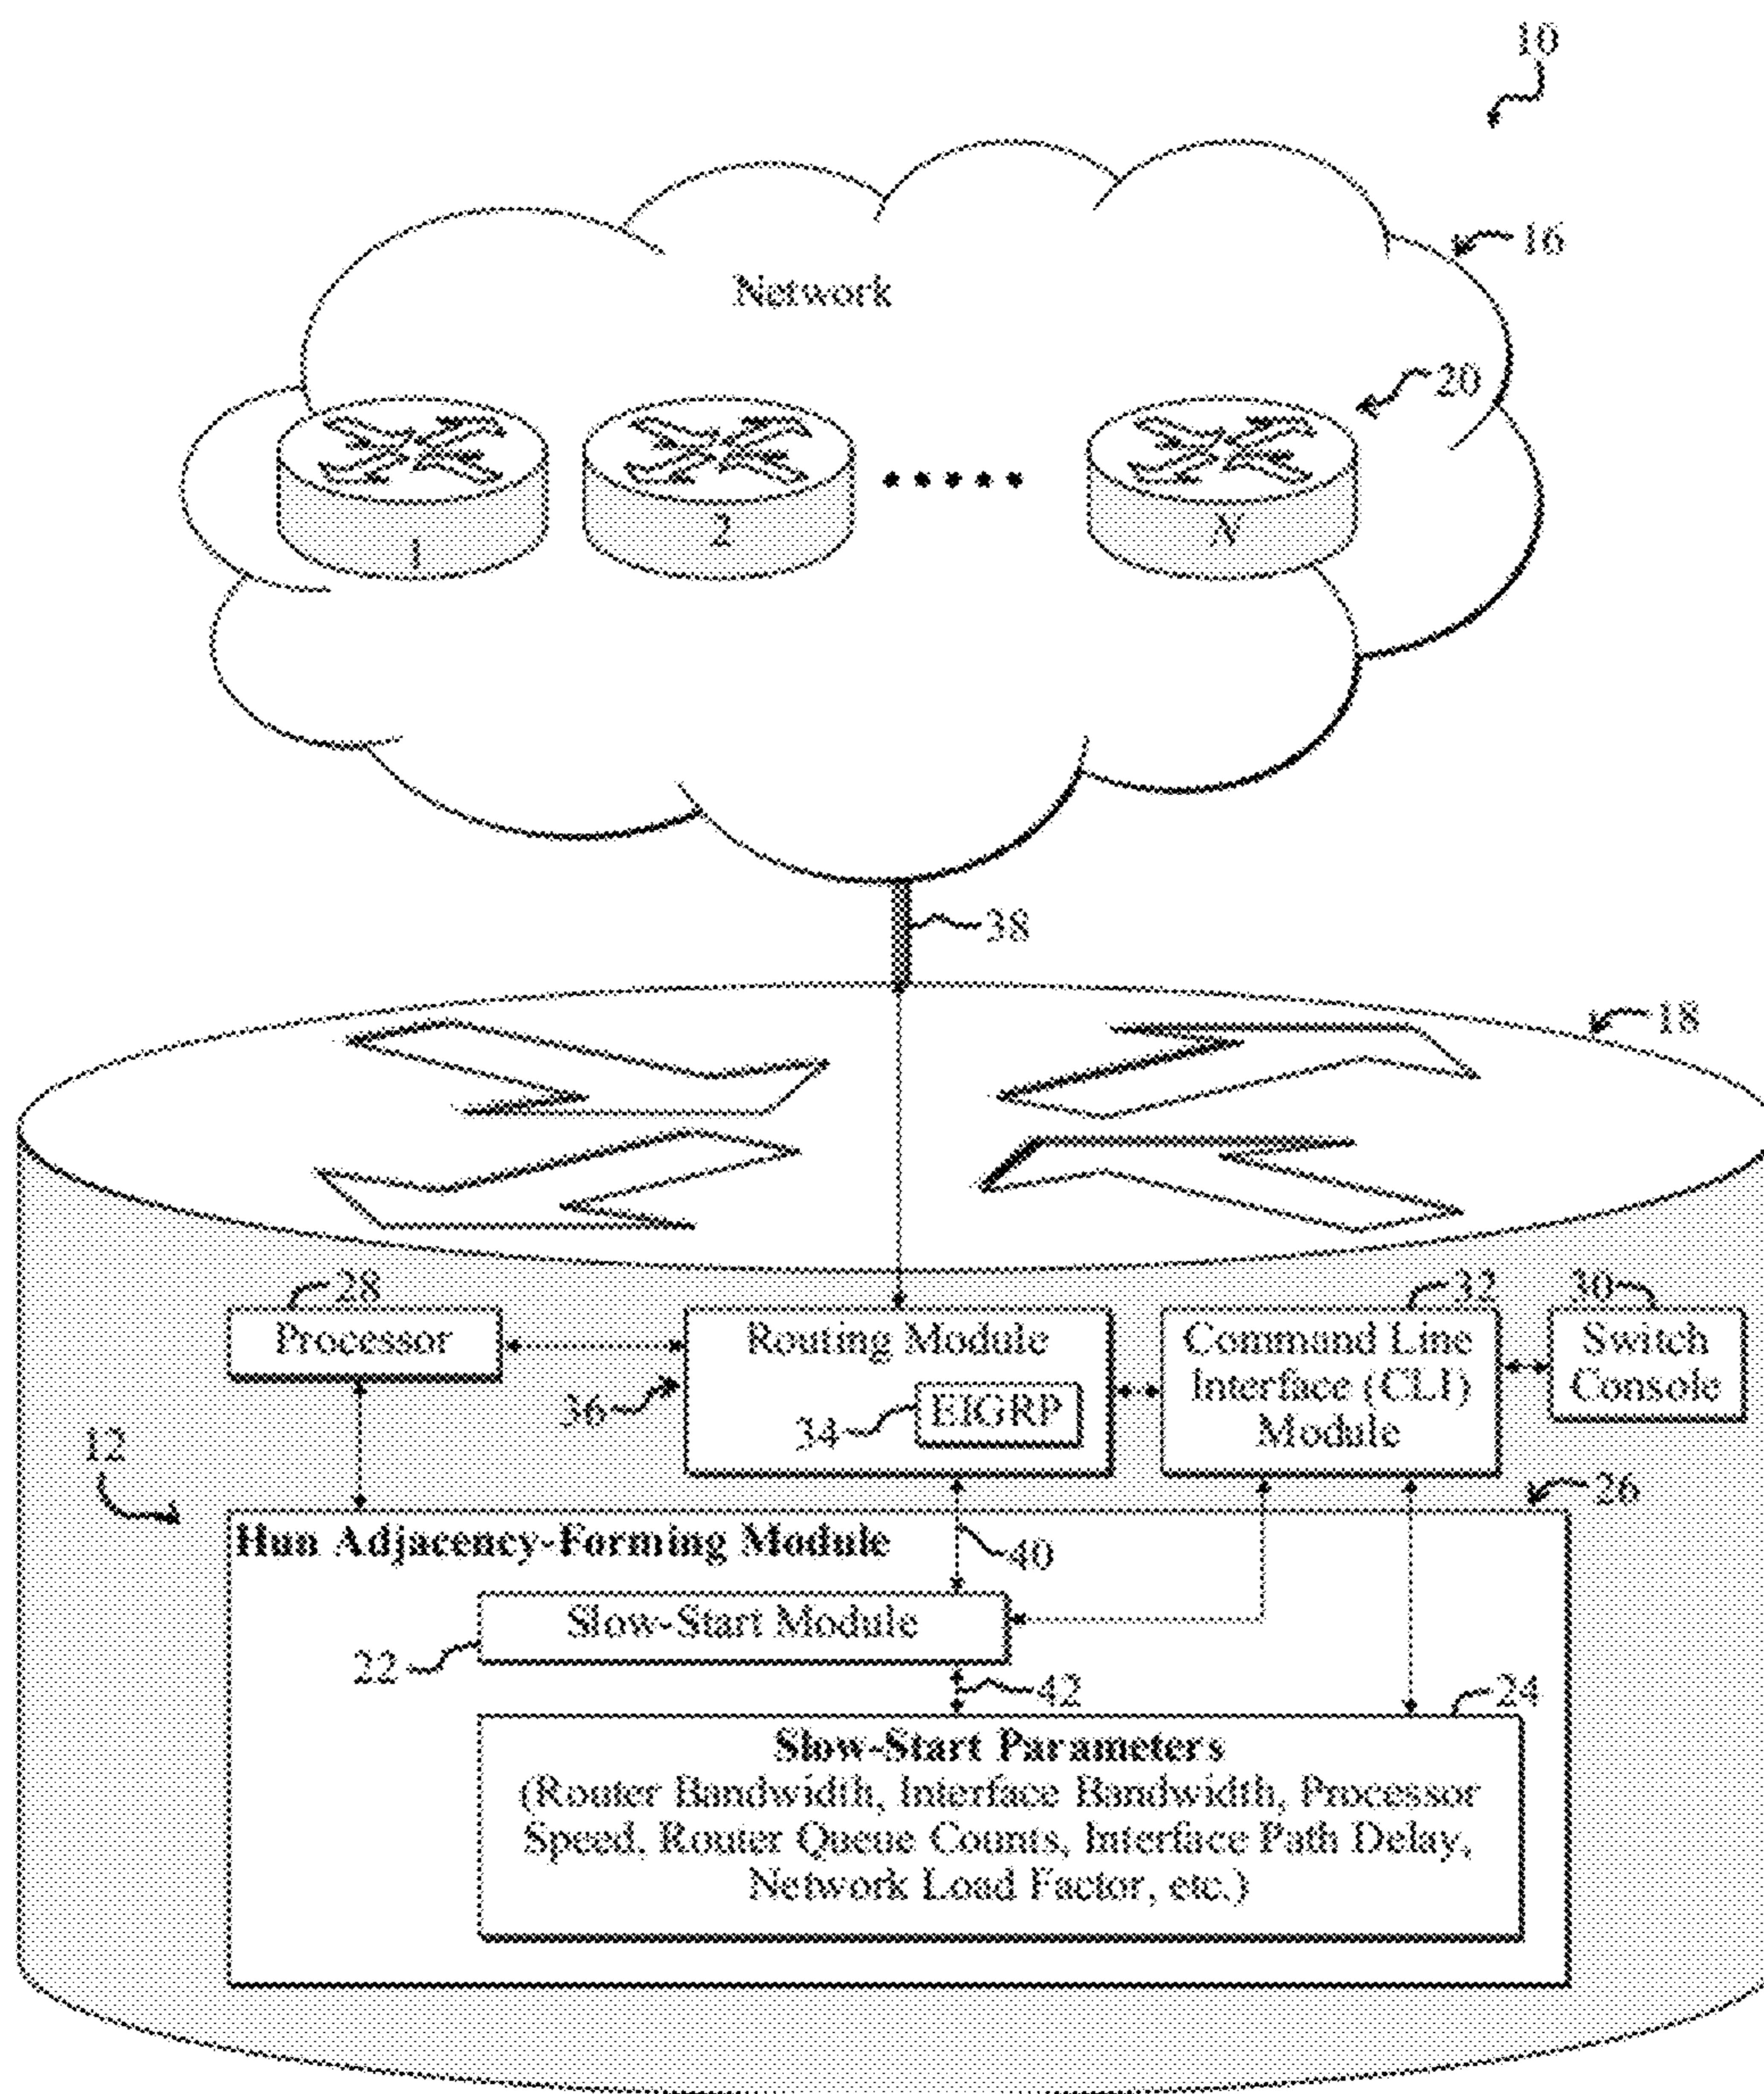 10
16
Network
20
1
2
N
38
18
28
Processor
Routing Module
36
34
EIGRP
32
Command Line
Interface (CLI)
Module
30
Switch
Console
12
26
Hun Adjacency-Forming Module
40
Slow-Start Module
22
42
24
Slow-Start Parameters
(Router Bandwidth, Interface Bandwidth, Processor
Speed, Router Queue Counts, Interface Path Delay,
Network Load Factor, etc.)